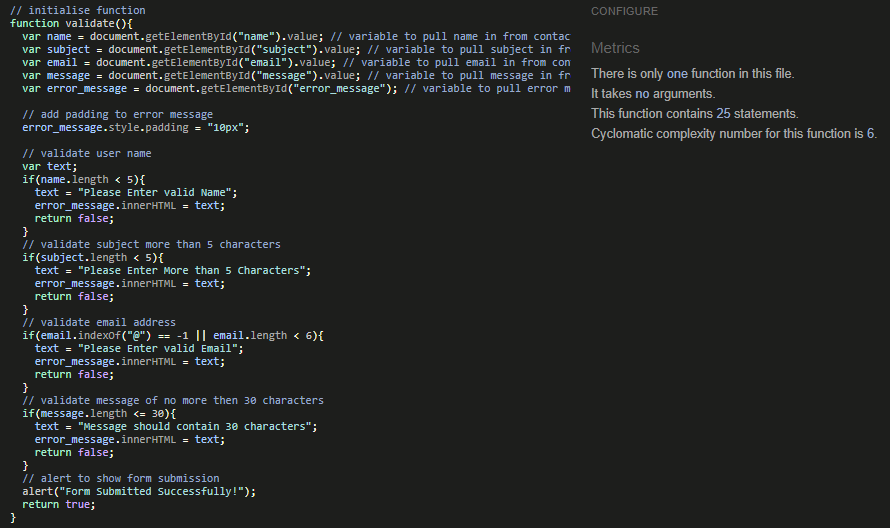 // initialise function
function validate(){
  var name = document.getElementById("name").value; // variable to pull name in from contac
  var subject = document.getElementById("subject").value; // variable to pull subject in fr
  var email = document.getElementById("email").value; // variable to pull email in from con
  var message = document.getElementById("message").value; // variable to pull message in fr
  var error_message = document.getElementById("error_message"); // variable to pull error m

  // add padding to error message
  error_message.style.padding = "10px";

  // validate user name
  var text;
  if(name.length < 5){
    text = "Please Enter valid Name";
    error_message.innerHTML = text;
    return false;
  }
  // validate subject more than 5 characters
  if(subject.length < 5){
    text = "Please Enter More than 5 Characters";
    error_message.innerHTML = text;
    return false;
  }
  // validate email address
  if(email.indexOf("@") == -1 || email.length < 6){
    text = "Please Enter valid Email";
    error_message.innerHTML = text;
    return false;
  }
  // validate message of no more then 30 characters
  if(message.length <= 30){
    text = "Message should contain 30 characters";
    error_message.innerHTML = text;
    return false;
  }
  // alert to show form submission
  alert("Form Submitted Successfully!");
  return true;
}
CONFIGURE
Metrics
There is only one function in this file.
It takes no arguments.
This function contains 25 statements.
Cyclomatic complexity number for this function is 6.